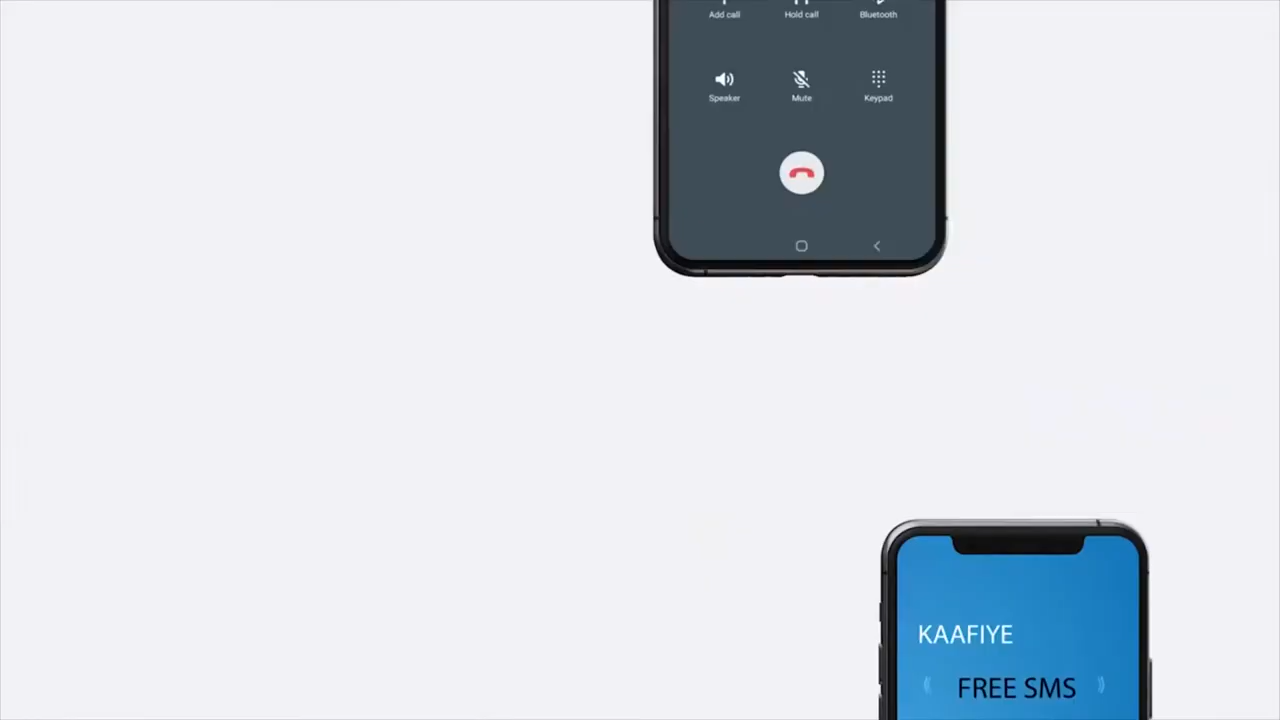 Add call Hold call Bluetooth
Speaker Mute Keypad
KAAFIYE
FREE SMS